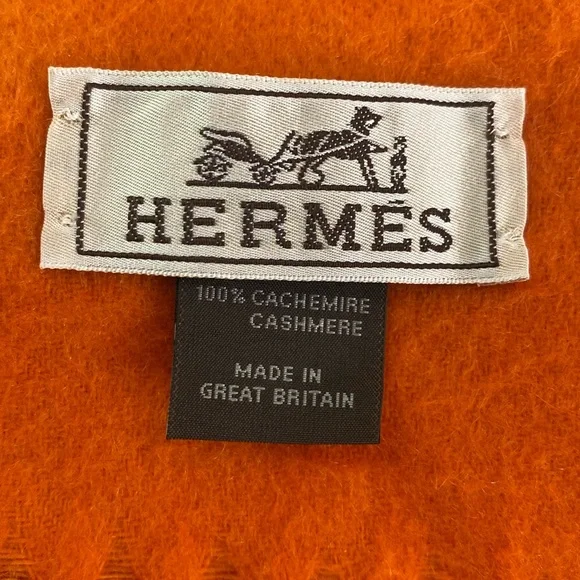 HERMÈS
100% CACHEMIRE
CASHMERE
MADE IN
GREAT BRITAIN